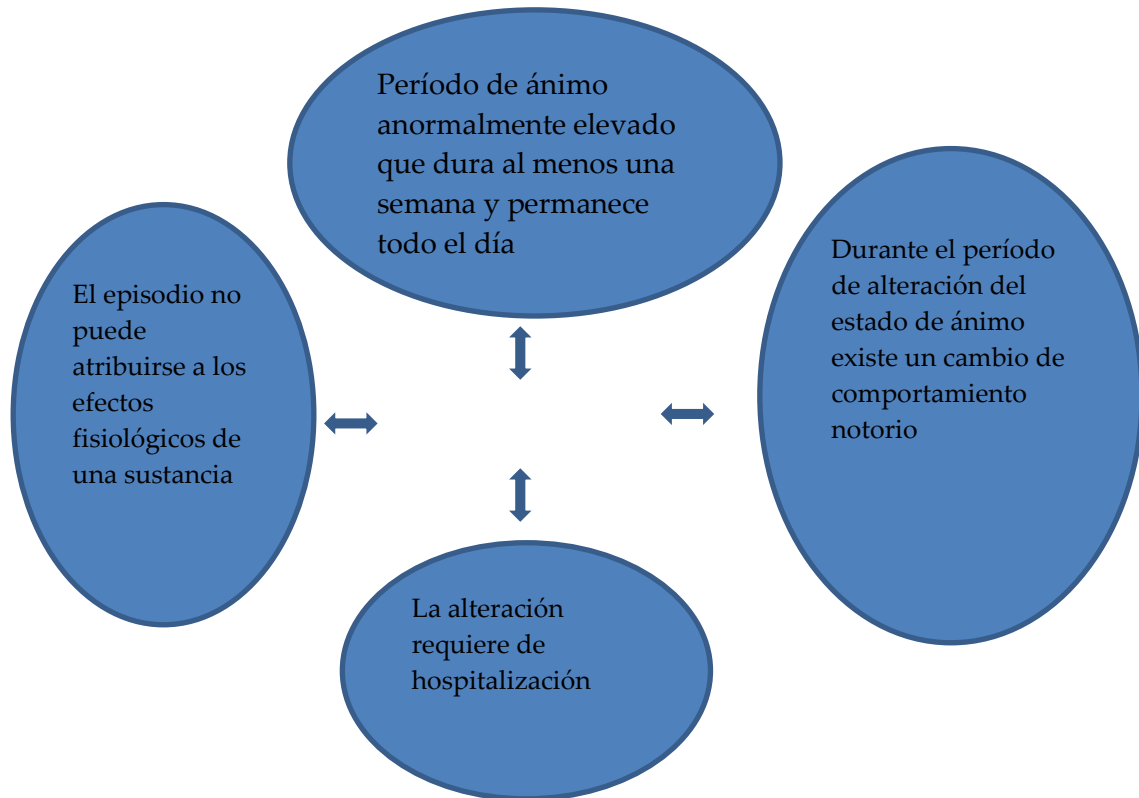 Período de ánimo
anormalmente elevado
que dura al menos una
semana y permanece
todo el día
El episodio no
puede
atribuirse a los
efectos
fisiológicos de
una sustancia
Durante el período
de alteración del
estado de ánimo
existe un cambio de
comportamiento
notorio
La alteración
requiere de
hospitalización